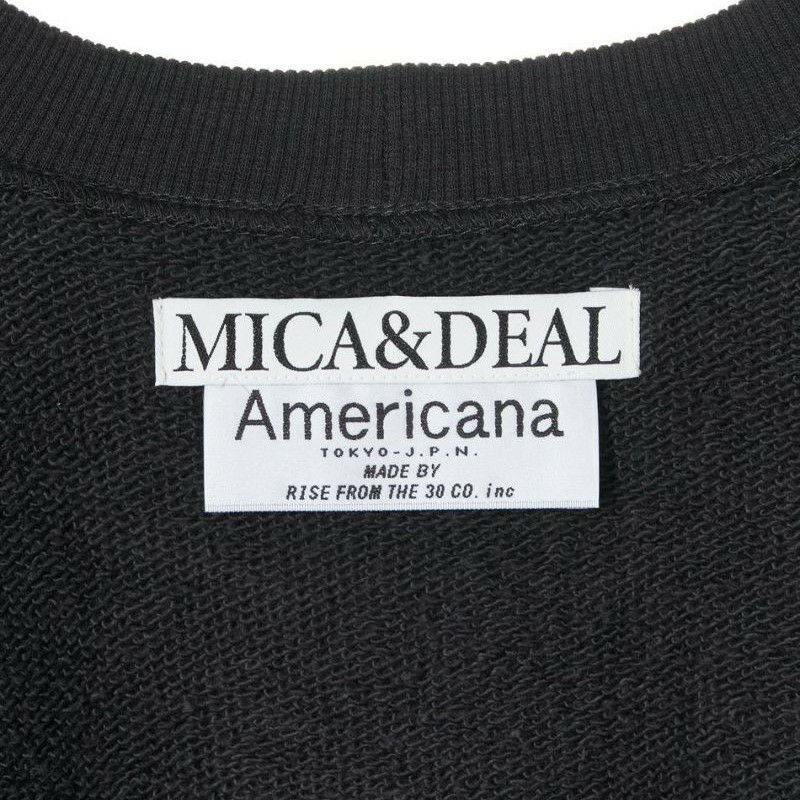 MICA&DEAL
Americana
TOKYO-J.P.N.
MADE BY
RISE FROM THE 30 CO. inc